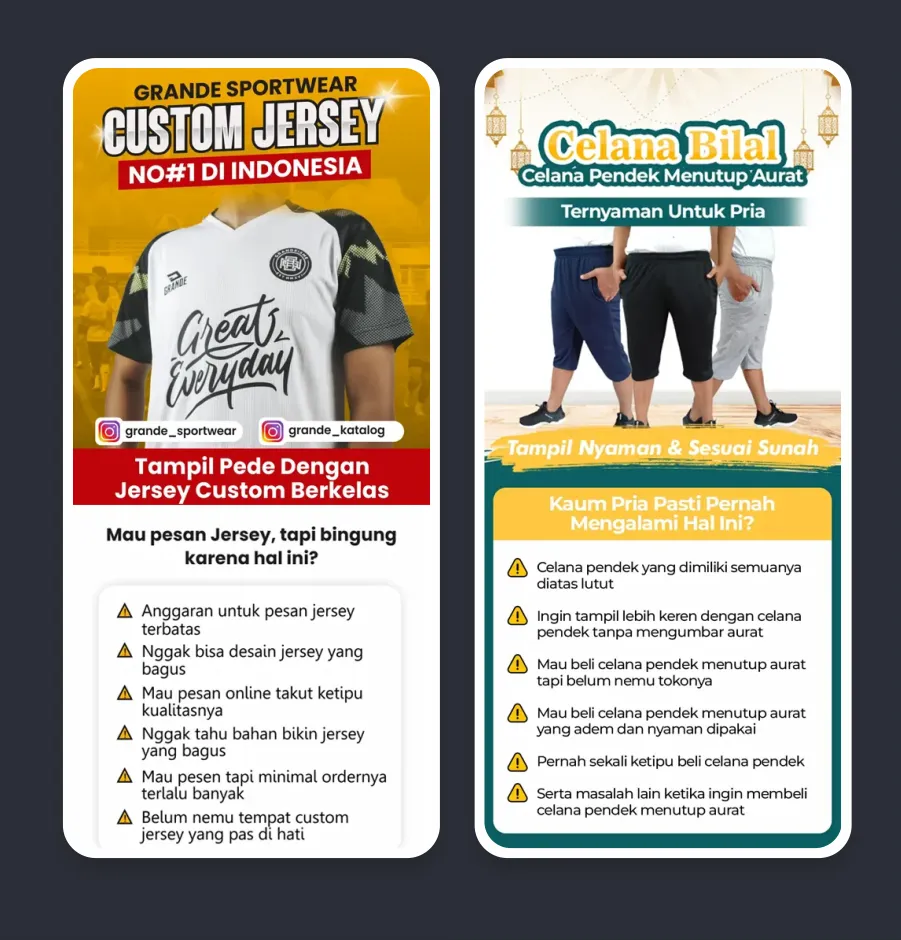 GRANDE SPORTWEAR
CUSTOM JERSEY
NO#1 DI INDONESIA
GRANDE
Great
Everyday
grande_sportwear
grande_katalog
Tampil Pede Dengan
Jersey Custom Berkelas
Mau pesan Jersey, tapi bingung
karena hal ini?
Anggaran untuk pesan jersey
terbatas
Nggak bisa desain jersey yang
bagus
Mau pesan online takut ketipu
kualitasnya
Nggak tahu bahan bikin jersey
yang bagus
Mau pesen tapi minimal ordernya
terlalu banyak
Belum nemu tempat custom
jersey yang pas di hati
Celana Bilal
Celana Pendek Menutup Aurat
Ternyaman Untuk Pria
Tampil Nyaman & Sesuai Sunah
Kaum Pria Pasti Pernah
Mengalami Hal Ini?
Celana pendek yang dimiliki semuanya
diatas lutut
Ingin tampil lebih keren dengan celana
pendek tanpa mengumbar aurat
Mau beli celana pendek menutup aurat
tapi belum nemu tokonya
Mau beli celana pendek menutup aurat
yang adem dan nyaman dipakai
Pernah sekali ketipu beli celana pendek
Serta masalah lain ketika ingin membeli
celana pendek menutup aurat